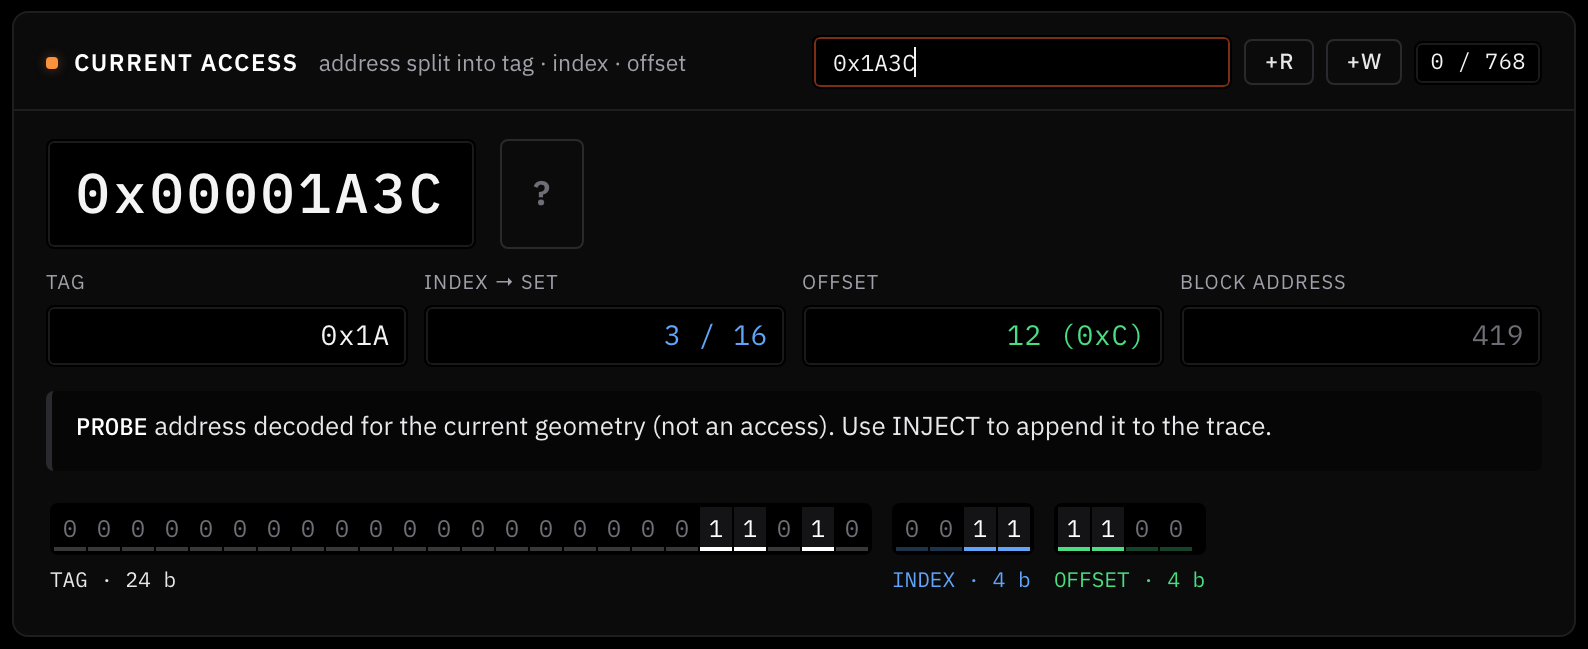 CURRENT ACCESS address split into tag · index · offset 0x1A3C +R +W 0 / 768
0x00001A3C ?
TAG INDEX → SET OFFSET BLOCK ADDRESS
0x1A 3 / 16 12 (0xC) 419
PROBE address decoded for the current geometry (not an access). Use INJECT to append it to the trace.
0 0 0 0 0 0 0 0 0 0 0 0 0 0 0 0 0 0 0 1 1 0 1 0 0 0 1 1 1 1 0 0
TAG · 24 b INDEX · 4 b OFFSET · 4 b